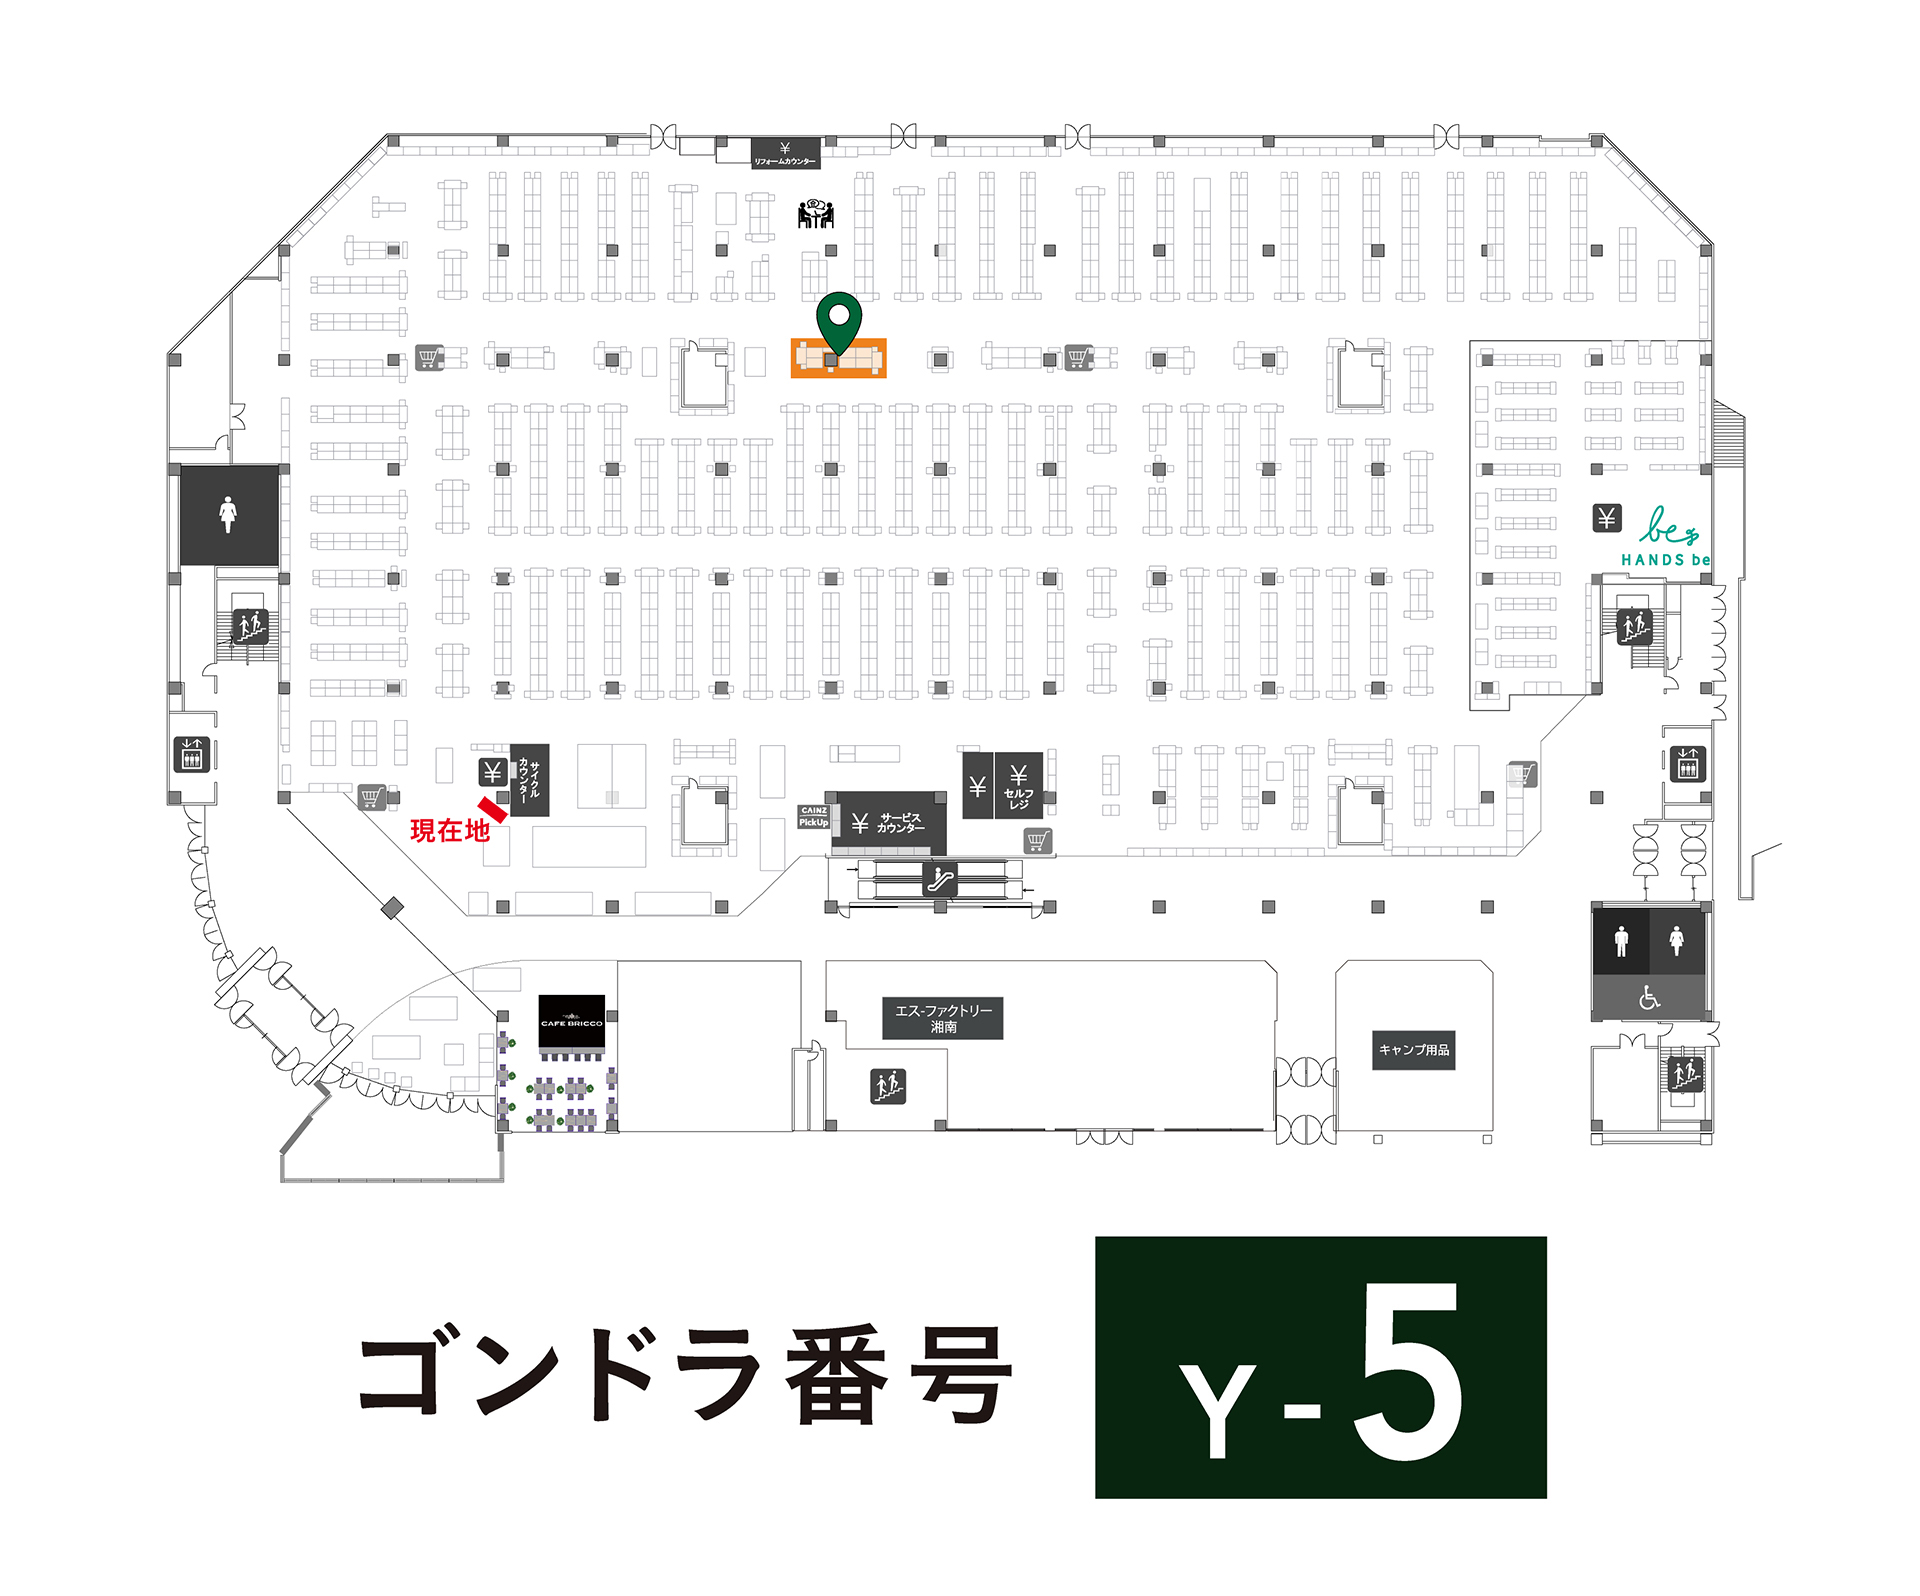 ¥
リフォームカウンター
be
HANDS be
¥
¥
サイクル
カウンター
現在地
CAINZ
PickUp
¥
サービス
カウンター
¥
¥
セルフ
レジ
CAFE BRICCO
エス-ファクトリー
湘南
キャンプ用品
ゴンドラ番号
Y-5